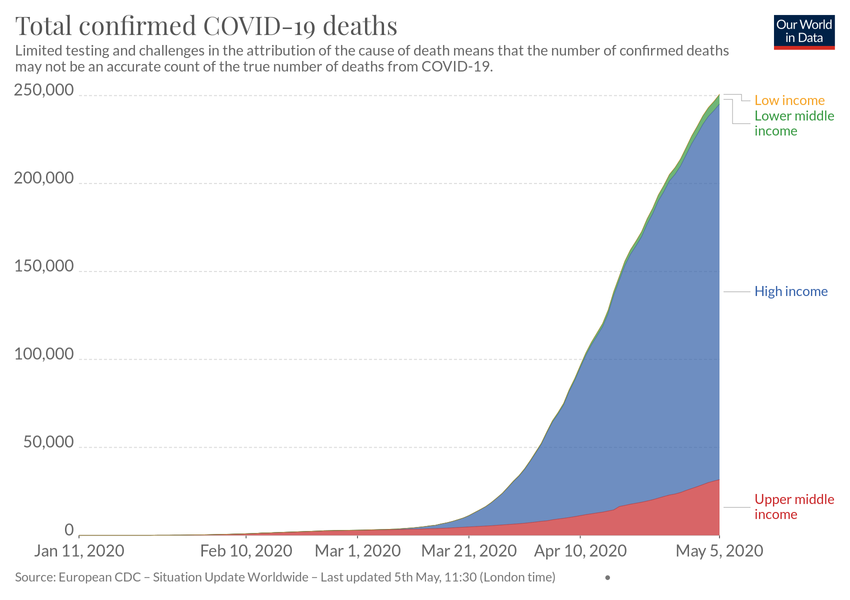 Total confirmed COVID-19 deaths
Our World
in Data
Limited testing and challenges in the attribution of the cause of death means that the number of confirmed deaths
may not be an accurate count of the true number of deaths from COVID-19.
250,000
200,000
150,000
100,000
50,000
0
Low income
Lower middle
income
High income
Upper middle
income
Jan 11, 2020
Feb 10, 2020
Mar 1, 2020
Mar 21, 2020
Apr 10, 2020
May 5, 2020
Source: European CDC – Situation Update Worldwide – Last updated 5th May, 11:30 (London time)